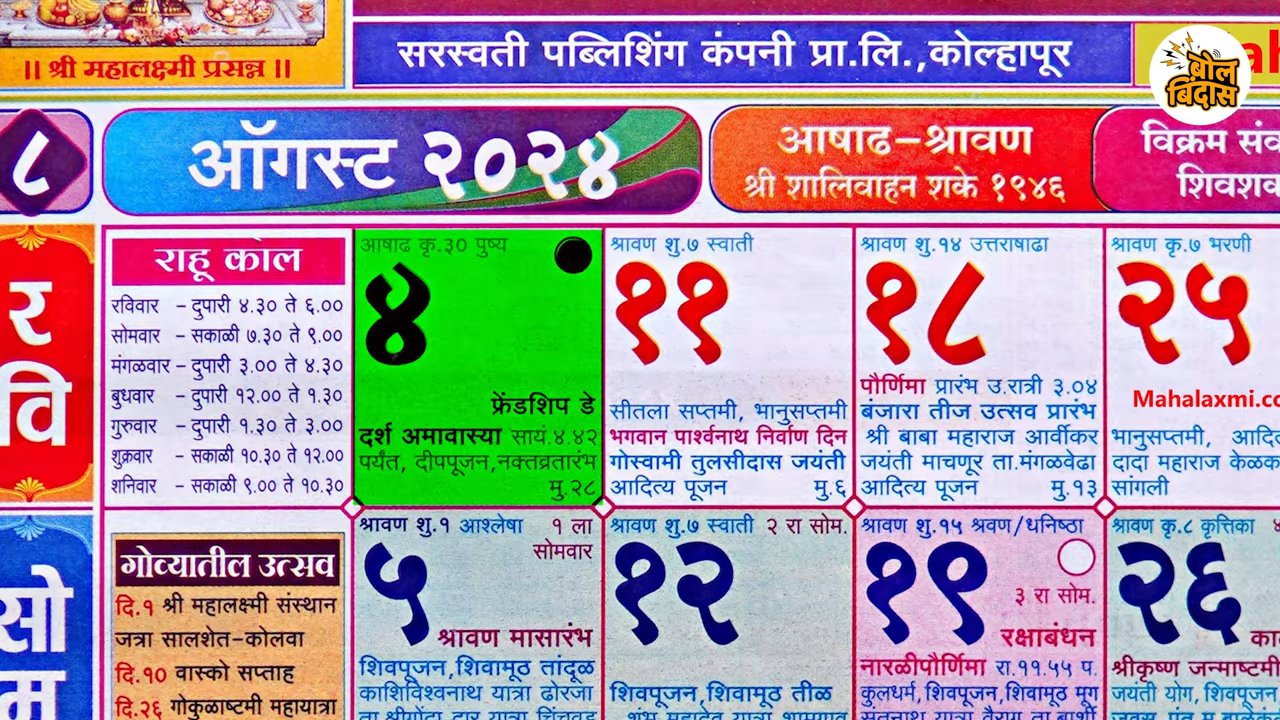 || श्री महालक्ष्मी प्रसन्न ||
सरस्वती पब्लिशिंग कंपनी प्रा.लि.,कोल्हापूर
बोल
बिंदास
८
ऑगस्ट २०२४
आषाढ-श्रावण
श्री शालिवाहन शके १९४६
विक्रम
र
वि
राहू काल
रविवार - दुपारी ४.३० ते ६.००
सोमवार - सकाळी ७.३० ते ९.००
मंगळवार - दुपारी ३.०० ते ४.३०
बुधवार - दुपारी १२.०० ते १.३०
गुरुवार - दुपारी १.३० ते ३.००
शुक्रवार - सकाळी १०.३० ते १२.००
शनिवार - सकाळी ९.०० ते १०.३०
आषाढ कृ.३० पुष्य
४
फ्रेंडशिप डे
दर्श अमावास्या सायं.४.४२
पर्यंत, दीपपूजन,नक्तव्रतारंभ
मु.२८
श्रावण शु.७ स्वाती
११
सीतला सप्तमी, भानुसप्तमी
भगवान पार्श्वनाथ निर्वाण दिन
गोस्वामी तुलसीदास जयंती
आदित्य पूजन मु.६
श्रावण शु.१४ उत्तराषाढा
१८
पौर्णिमा प्रारंभ उ.रात्री ३.०४
बंजारा तीज उत्सव प्रारंभ
श्री बाबा महाराज आर्वीकर
जयंती माचणूर ता.मंगळवेढा
आदित्य पूजन मु.१३
श्रावण कृ.७ भरणी
२५
Mahalaxmi.co
भानुसप्तमी,
दादा महाराज
सांगली
सो
म
गोव्यातील उत्सव
दि.१ श्री महालक्ष्मी संस्थान
जत्रा सालशेत-कोलवा
दि.१० वास्को सप्ताह
दि.२६ गोकुळाष्टमी महायात्रा
श्रावण शु.१ आश्लेषा १ ला
सोमवार
५
श्रावण मासारंभ
शिवपूजन,शिवामूठ तांदूळ
काशिविश्वनाथ यात्रा ढोरजा
श्रावण शु.७ स्वाती २ रा सोम.
१२
शिवपूजन,शिवामूठ तीळ
श्रावण शु.१५ श्रवण/धनिष्ठा
१९
३ रा सोम.
रक्षाबंधन
नारळीपौर्णिमा रा.११.५५ प.
कुलधर्म, शिवपूजन,शिवामूठ मूग
श्रावण कृ.८ कृत्तिका
२६
श्रीकृष्ण जन्माष्टमी
जयंती योग, शिवपूजन,